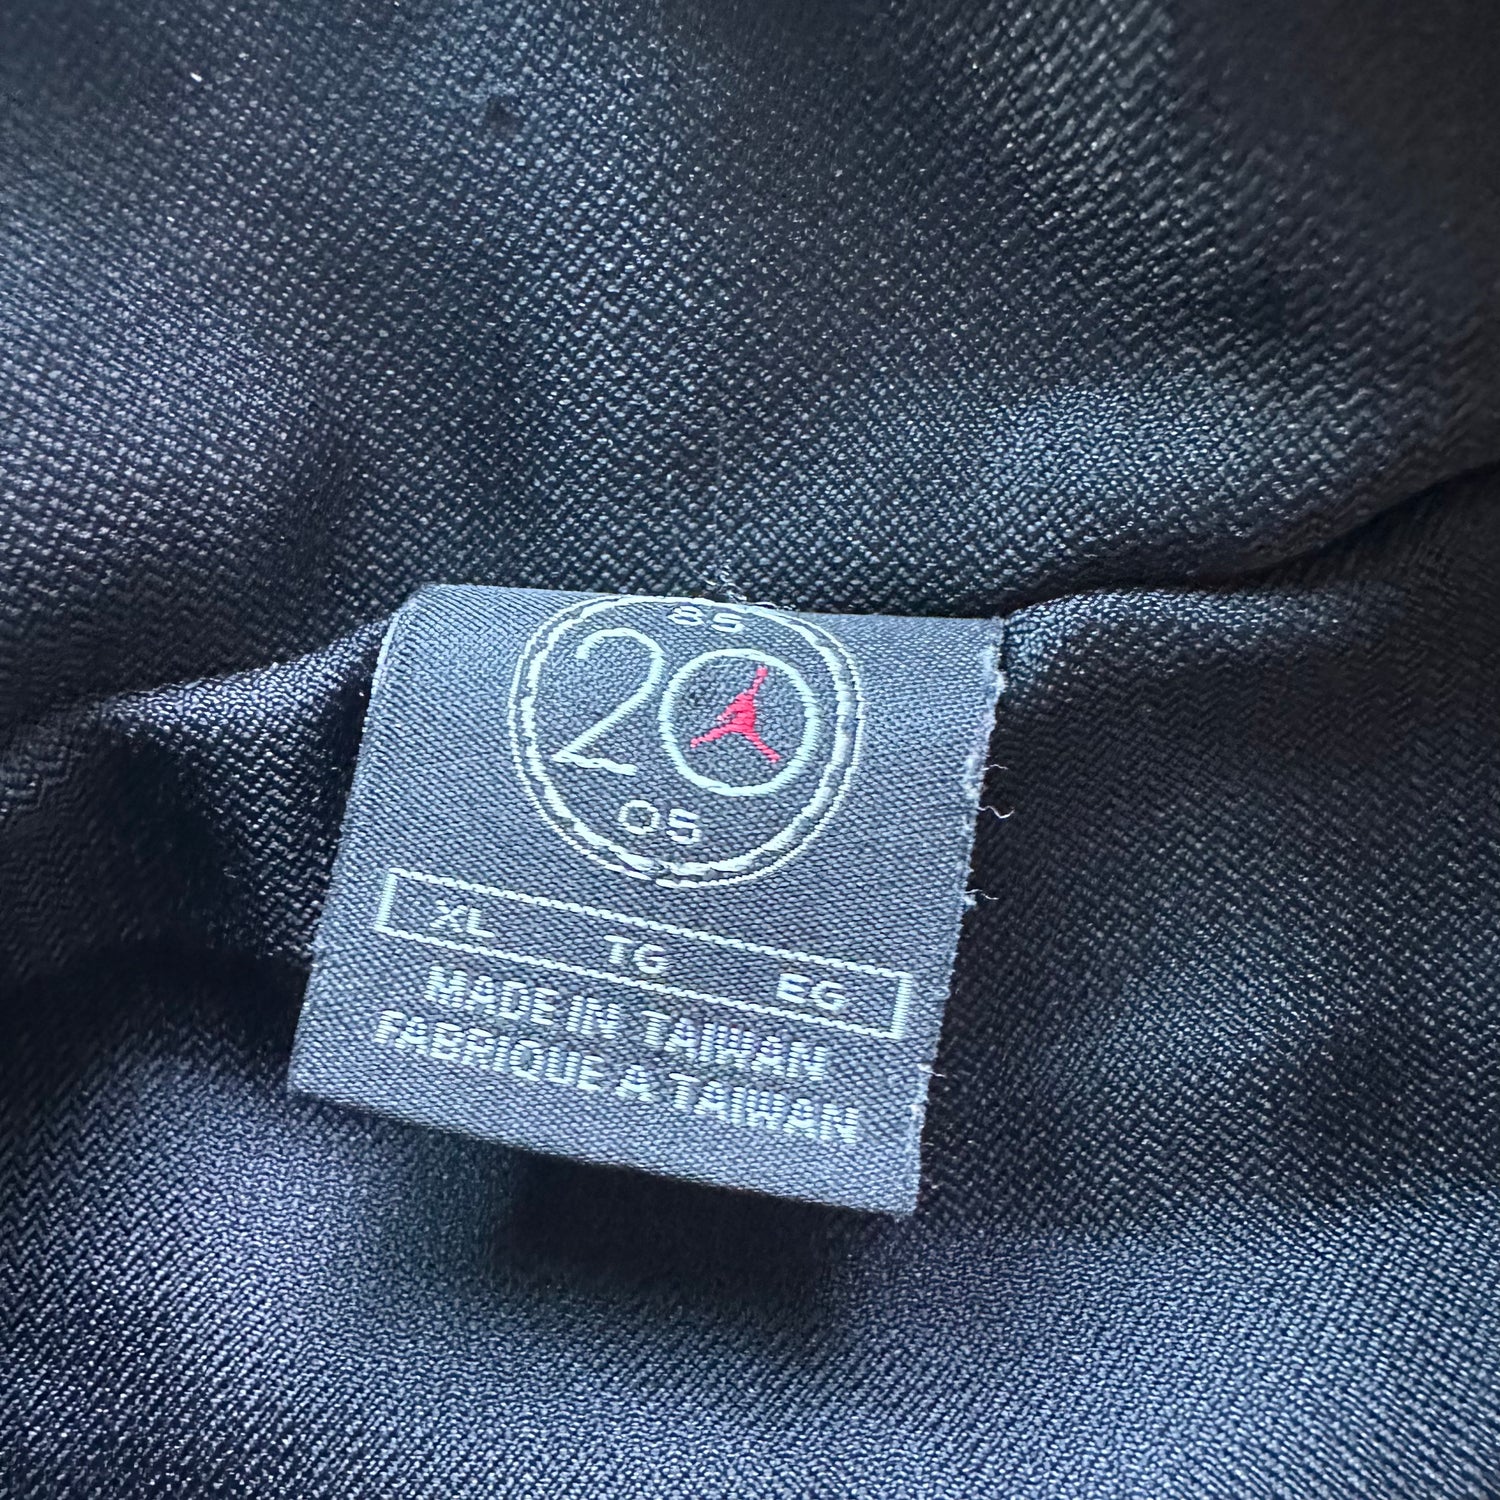 85
20
05
XL TG EG
MADE IN TAIWAN
FABRIQUE A TAIWAN